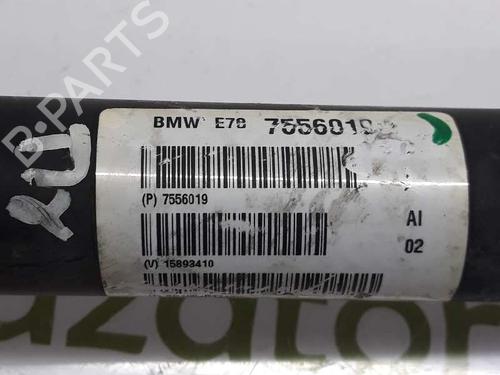 B-PARTS
BMW E70 7556019
(P) 7556019
AI
02
(V) 15893410